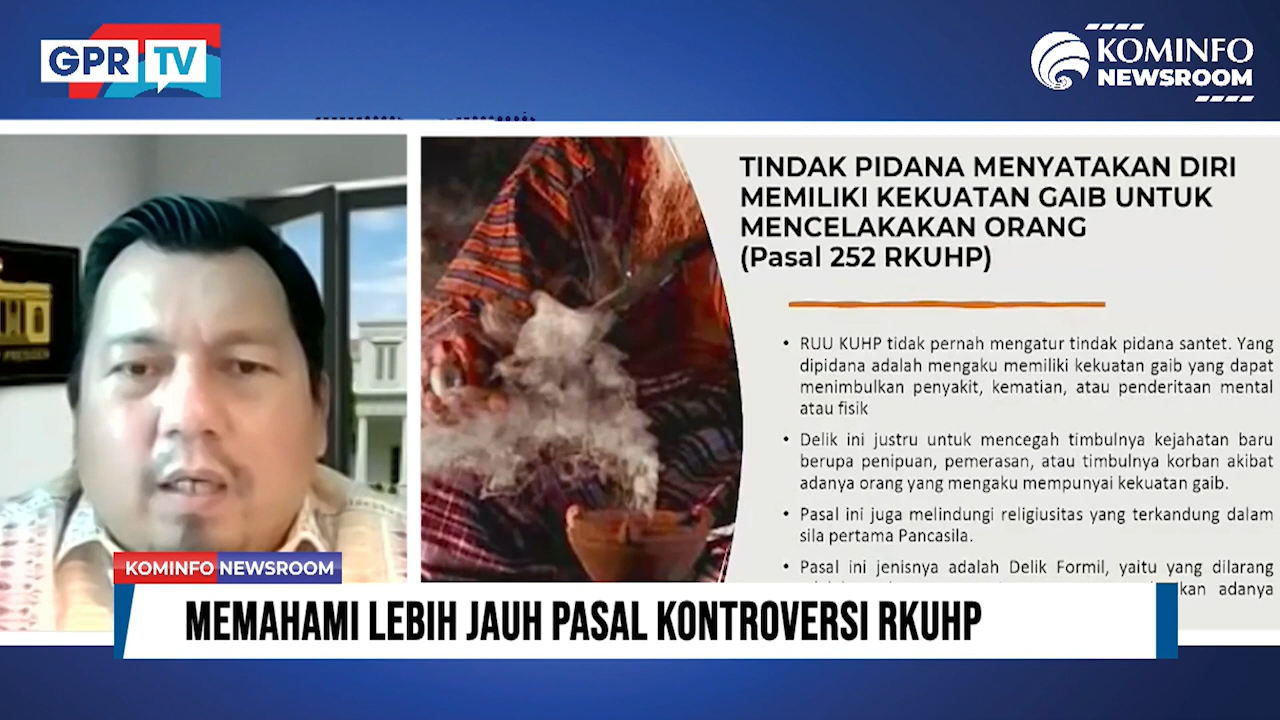 GPR TV
KOMINFO
NEWSROOM
PRESIDEN
TINDAK PIDANA MENYATAKAN DIRI
MEMILIKI KEKUATAN GAIB UNTUK
MENCELAKAKAN ORANG
(Pasal 252 RKUHP)
• RUU KUHP tidak pernah mengatur tindak pidana santet. Yang
dipidana adalah mengaku memiliki kekuatan gaib yang dapat
menimbulkan penyakit, kematian, atau penderitaan mental
atau fisik
• Delik ini justru untuk mencegah timbulnya kejahatan baru
berupa penipuan, pemerasan, atau timbulnya korban akibat
adanya orang yang mengaku mempunyai kekuatan gaib.
• Pasal ini juga melindungi religiusitas yang terkandung dalam
sila pertama Pancasila.
• Pasal ini jenisnya adalah Delik Formil, yaitu yang dilarang
kan adanya
KOMINFO NEWSROOM
MEMAHAMI LEBIH JAUH PASAL KONTROVERSI RKUHP